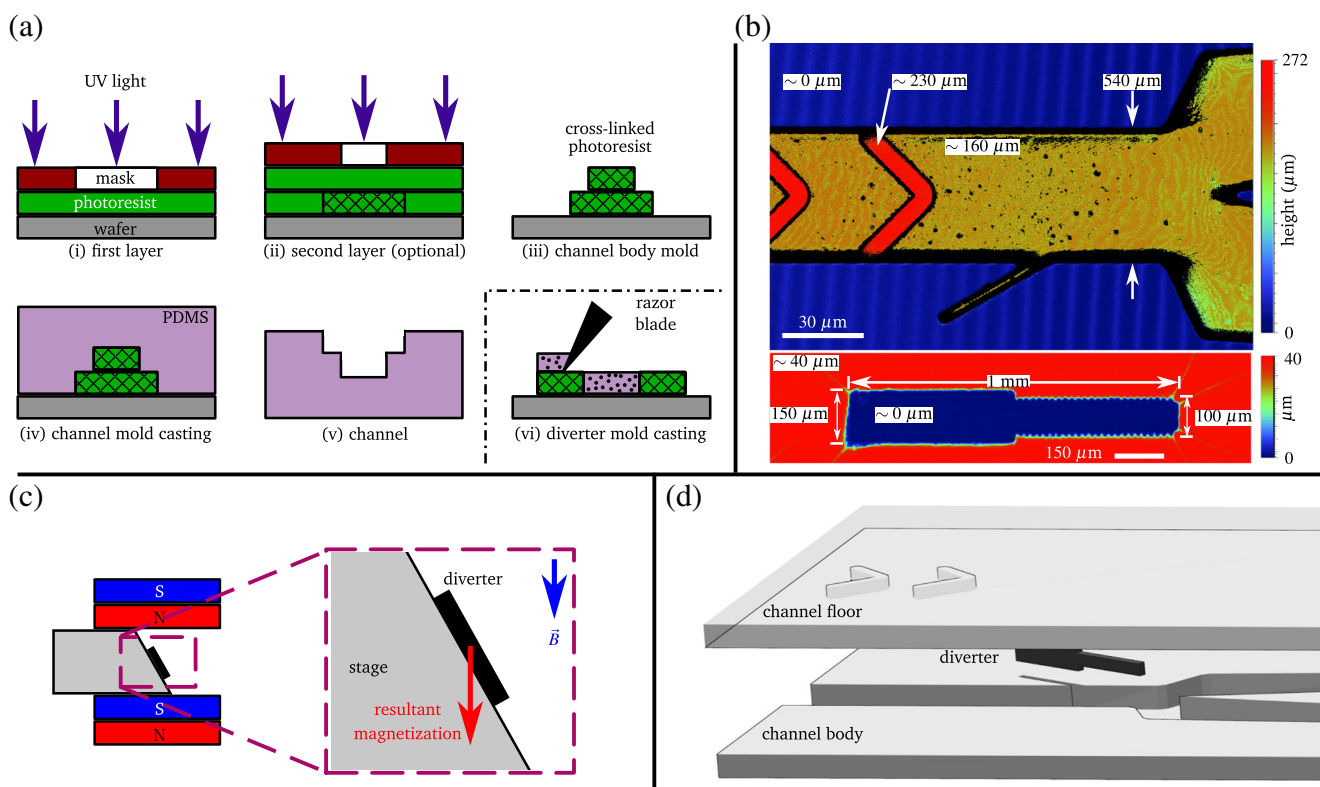 (a)
UV light
mask
photoresist
wafer
(i) first layer
(ii) second layer (optional)
cross-linked
photoresist
(iii) channel body mold
PDMS
(iv) channel mold casting
(v) channel
razor
blade
(vi) diverter mold casting
(b)
~ 0 μm
~ 230 μm
540 μm
~ 160 μm
30 μm
272
height (μm)
0
~ 40 μm
1 mm
150 μm
~ 0 μm
100 μm
150 μm
40
μm
0
(c)
S
N
S
N
diverter
B
stage
resultant
magnetization
(d)
channel floor
diverter
channel body